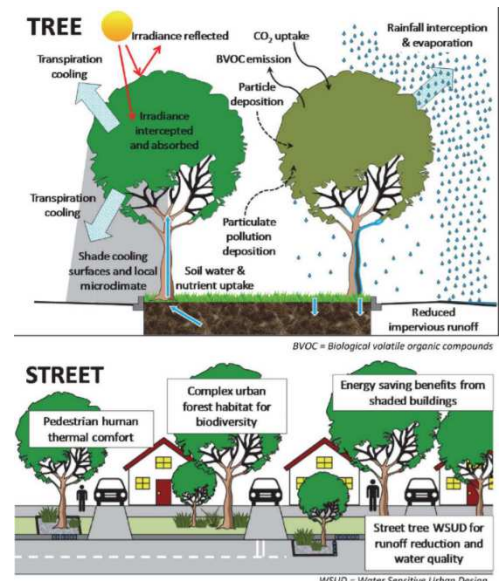 TREE
Irradiance reflected
Transpiration
cooling
Irradiance
intercepted
and absorbed
Transpiration
cooling
Shade cooling
surfaces and local
microclimate
Soil water &
nutrient uptake
CO₂ uptake
BVOC emission
Particle
deposition
Particulate
pollution
deposition
Rainfall interception
& evaporation
Reduced
impervious runoff
BVOC = Biological volatile organic compounds
STREET
Pedestrian human
thermal comfort
Complex urban
forest habitat for
biodiversity
Energy saving benefits from
shaded buildings
Street tree WSUD for
runoff reduction and
water quality
WSUD = Water Sensitive Urban Design